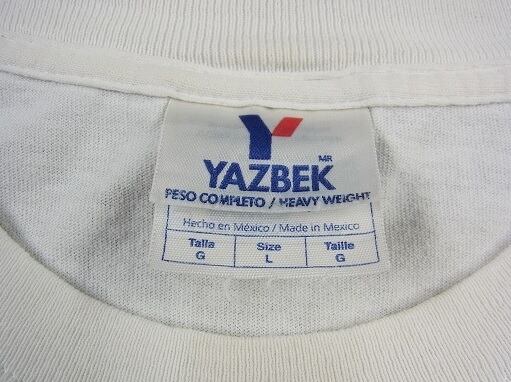 Y
YAZBEK MR
PESO COMPLETO / HEAVY WEIGHT
Hecho en México / Made in Mexico
Talla Size Taille
G L G